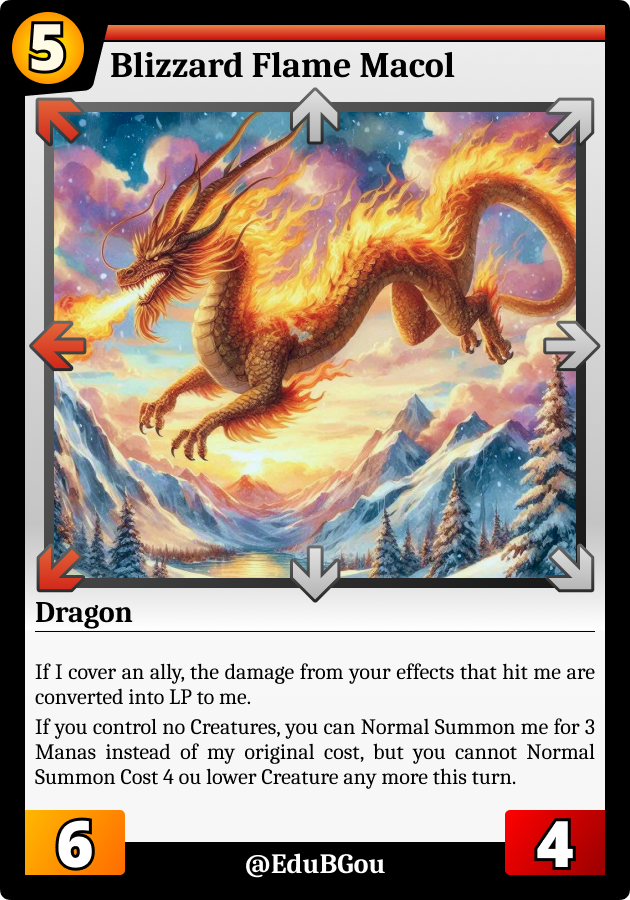 5
Blizzard Flame Macol
Dragon
If I cover an ally, the damage from your effects that hit me are
converted into LP to me.
If you control no Creatures, you can Normal Summon me for 3
Manas instead of my original cost, but you cannot Normal
Summon Cost 4 ou lower Creature any more this turn.
6
@EduBGou
4